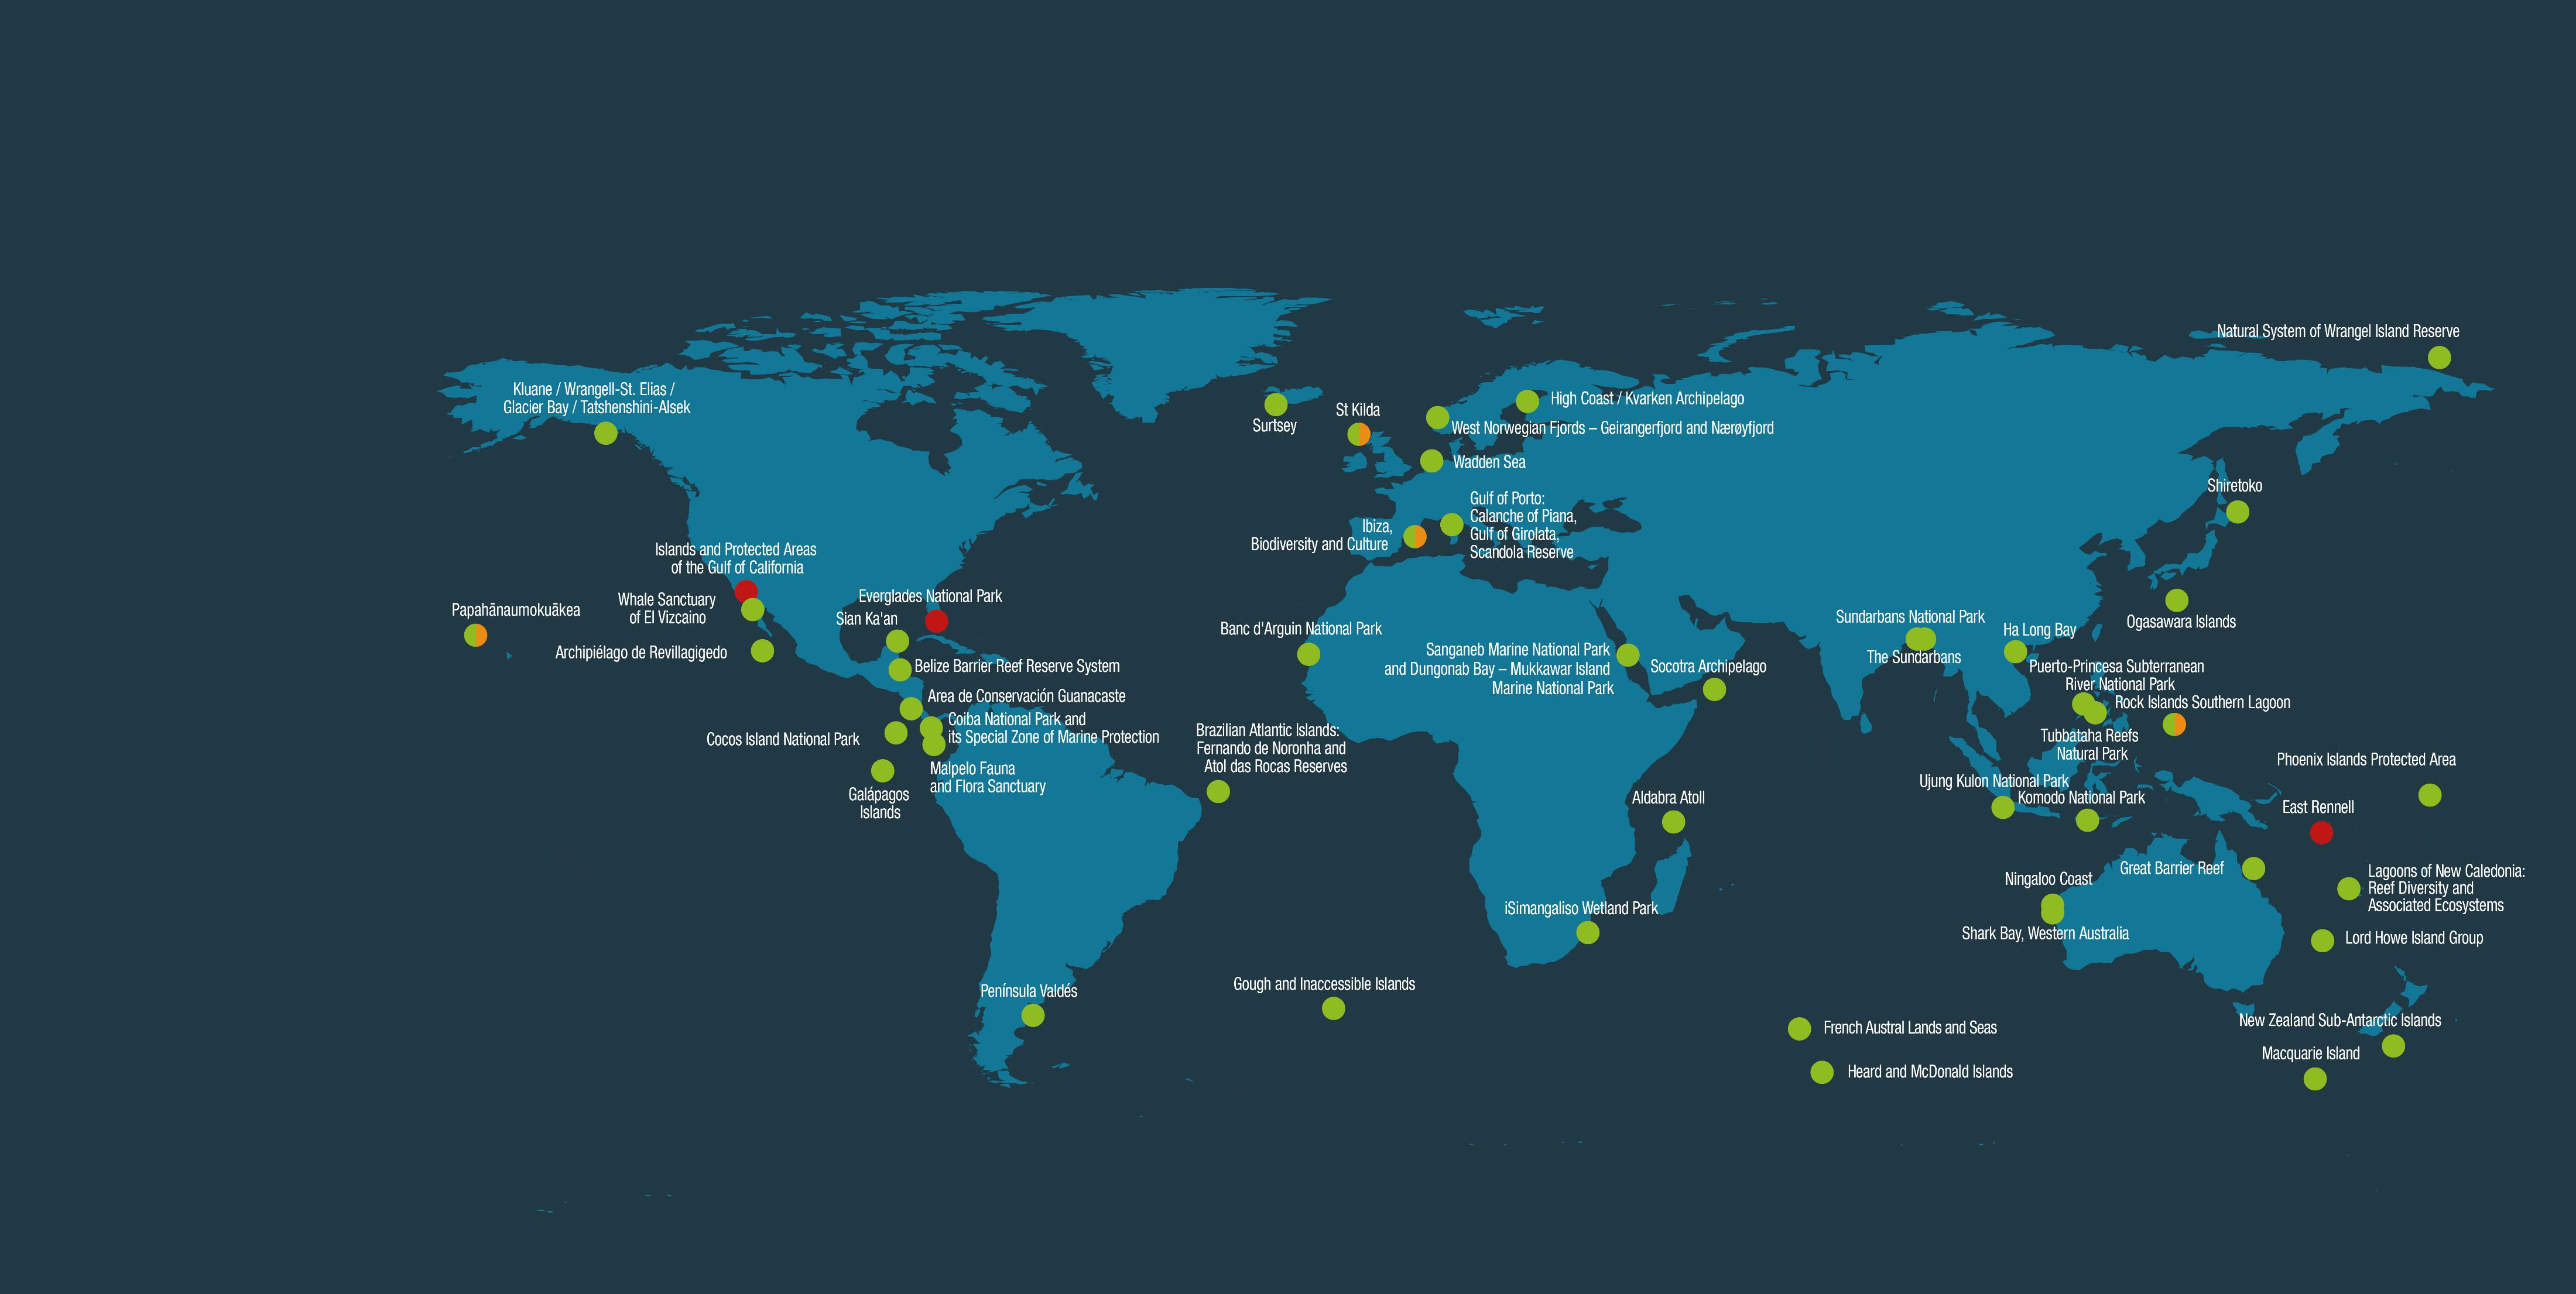 Natural System of Wrangel Island Reserve
Kluane / Wrangell-St. Elias /
Glacier Bay / Tatshenshini-Alsek
High Coast / Kvarken Archipelago
St Kilda
Surtsey
West Norwegian Fjords – Geirangerfjord and Nærøyfjord
Wadden Sea
Shiretoko
Gulf of Porto:
Calanche of Piana,
Gulf of Girolata,
Scandola Reserve
Ibiza,
Biodiversity and Culture
Islands and Protected Areas
of the Gulf of California
Everglades National Park
Whale Sanctuary
of El Vizcaino
Papahānaumokuākea
Sian Ka'an
Sundarbans National Park
Ogasawara Islands
Banc d'Arguin National Park
Ha Long Bay
Archipiélago de Revillagigedo
Sanganeb Marine National Park
and Dungonab Bay – Mukkawar Island
Marine National Park
The Sundarbans
Belize Barrier Reef Reserve System
Socotra Archipelago
Puerto-Princesa Subterranean
River National Park
Area de Conservación Guanacaste
Rock Islands Southern Lagoon
Coiba National Park and
its Special Zone of Marine Protection
Cocos Island National Park
Brazilian Atlantic Islands:
Fernando de Noronha and
Atol das Rocas Reserves
Tubbataha Reefs
Natural Park
Phoenix Islands Protected Area
Malpelo Fauna
and Flora Sanctuary
Ujung Kulon National Park
Galápagos
Islands
Aldabra Atoll
Komodo National Park
East Rennell
Great Barrier Reef
Lagoons of New Caledonia:
Reef Diversity and
Associated Ecosystems
Ningaloo Coast
iSimangaliso Wetland Park
Shark Bay, Western Australia
Lord Howe Island Group
Gough and Inaccessible Islands
Península Valdés
New Zealand Sub-Antarctic Islands
French Austral Lands and Seas
Macquarie Island
Heard and McDonald Islands